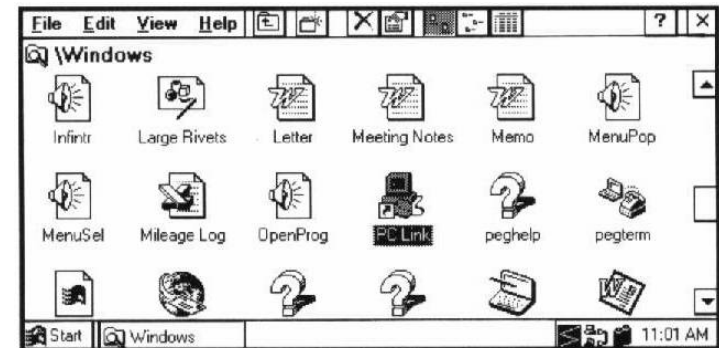 File Edit View Help ? ×
\Windows
Infintr Large Rivets Letter Meeting Notes Memo MenuPop
MenuSel Mileage Log OpenProg PC Link peghelp pegterm
Start Windows 11:01 AM